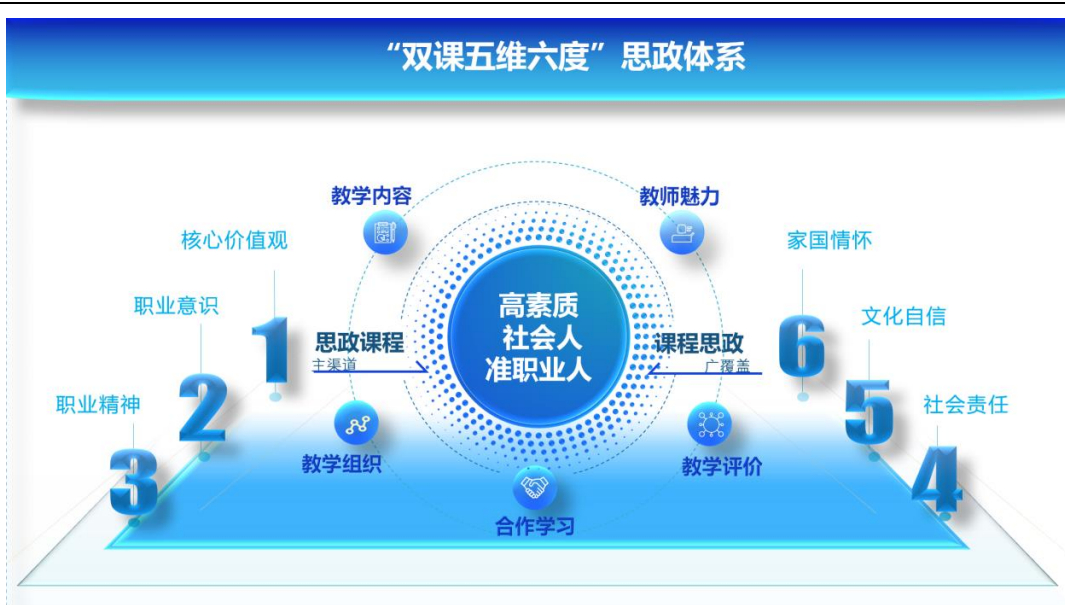 “双课五维六度”思政体系
教学内容
教师魅力
核心价值观
家国情怀
职业意识
文化自信
职业精神
社会责任
1
2
3
6
5
4
高素质
社会人
准职业人
思政课程
主渠道
课程思政
广覆盖
教学组织
教学评价
合作学习